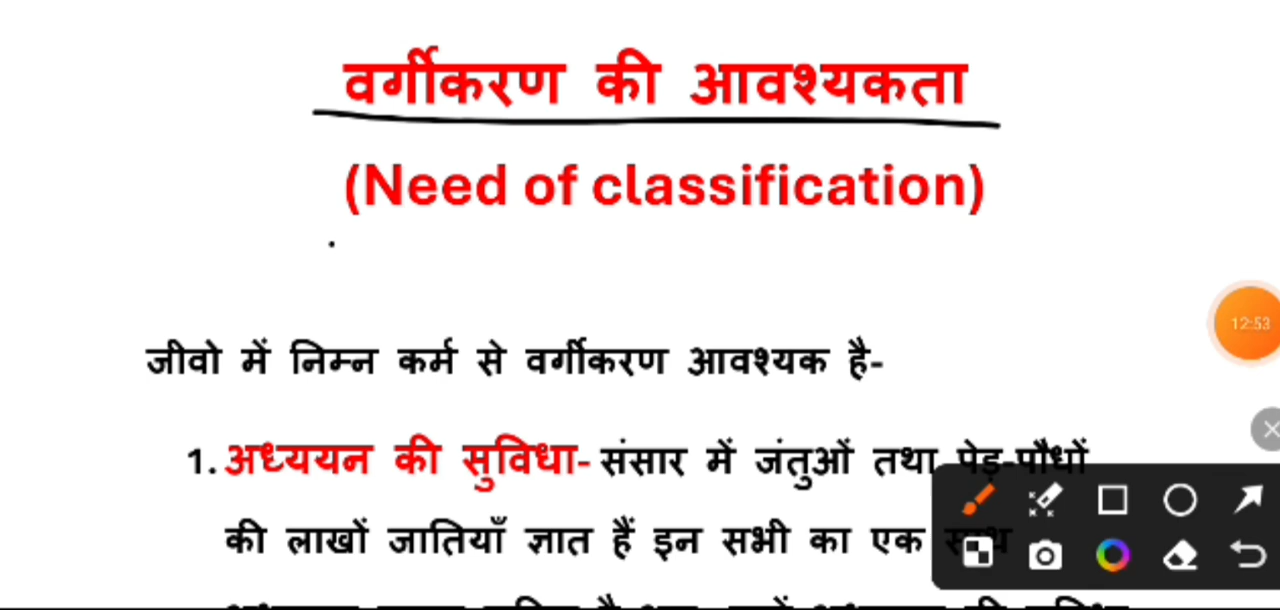 वर्गीकरण की आवश्यकता
(Need of classification)
जीवो में निम्न कर्म से वर्गीकरण आवश्यक है-
1. अध्ययन की सुविधा- संसार में जंतुओं तथा पेड़-पौधों
की लाखों जातियाँ ज्ञात हैं इन सभी का एक साथ
12:53